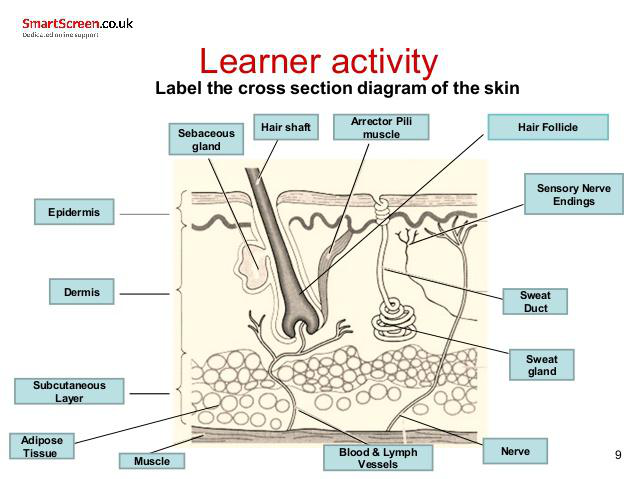 SmartScreen.co.uk
Dedicated online support
Learner activity
Label the cross section diagram of the skin
Sebaceous
gland
Hair shaft
Arrector Pili
muscle
Hair Follicle
Sensory Nerve
Endings
Epidermis
Dermis
Sweat
Duct
Sweat
gland
Subcutaneous
Layer
Adipose
Tissue
Muscle
Blood & Lymph
Vessels
Nerve
9